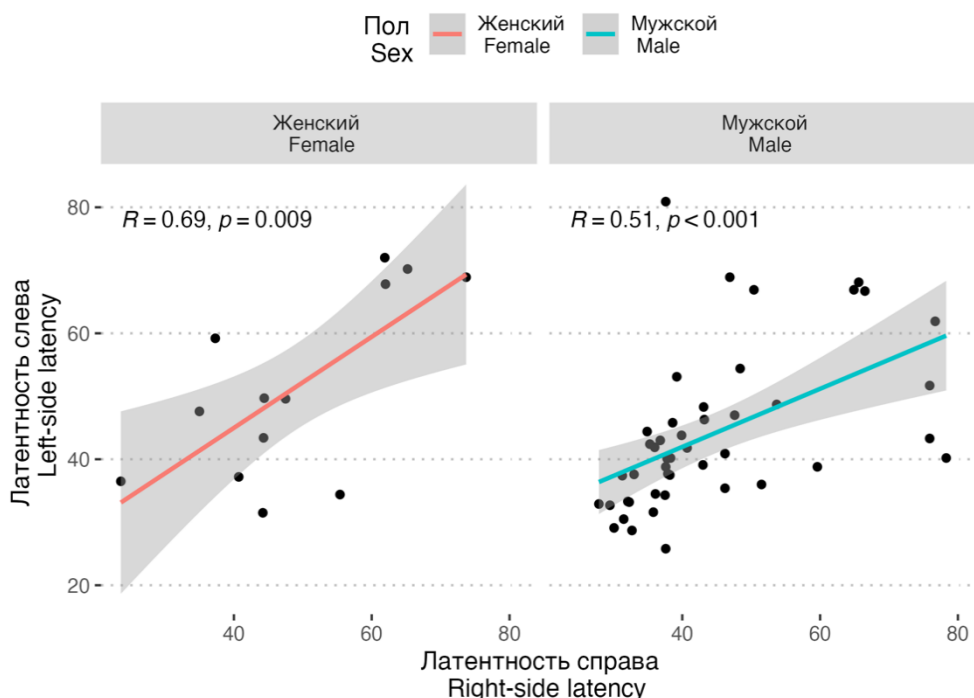 Пол
Sex
Женский
Female
Мужской
Male
Женский
Female
Мужской
Male
R = 0.69, p = 0.009
R = 0.51, p < 0.001
Латентность слева
Left-side latency
80
60
40
20
40
60
80
40
60
80
Латентность справа
Right-side latency